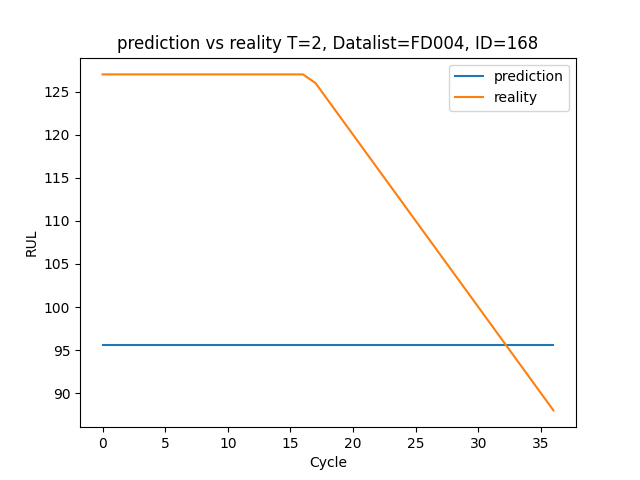 prediction vs reality T=2, Datalist=FD004, ID=168
prediction
reality
125
120
115
110
105
100
95
90
RUL
0 5 10 15 20 25 30 35
Cycle